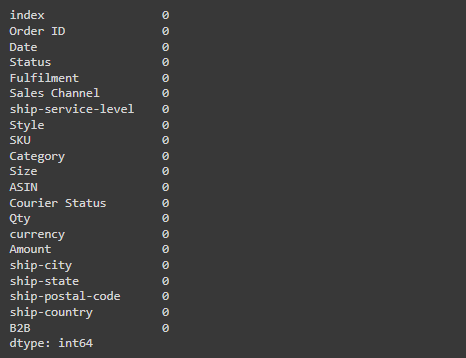 index 0
Order ID 0
Date 0
Status 0
Fulfilment 0
Sales Channel 0
ship-service-level 0
Style 0
SKU 0
Category 0
Size 0
ASIN 0
Courier Status 0
Qty 0
currency 0
Amount 0
ship-city 0
ship-state 0
ship-postal-code 0
ship-country 0
B2B 0
dtype: int64